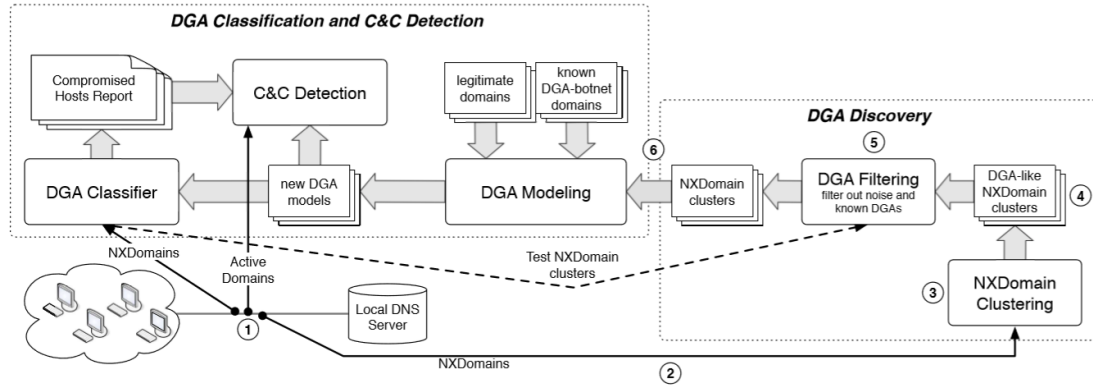 DGA Classification and C&C Detection
Compromised
Hosts Report
C&C Detection
legitimate
domains
known
DGA-botnet
domains
DGA Discovery
6
5
DGA Classifier
new DGA
models
DGA Modeling
NXDomain
clusters
DGA Filtering
filter out noise and
known DGAs
DGA-like
NXDomain
clusters
4
NXDomains
Active
Domains
Test NXDomain
clusters
3
NXDomain
Clustering
1
Local DNS
Server
NXDomains
2